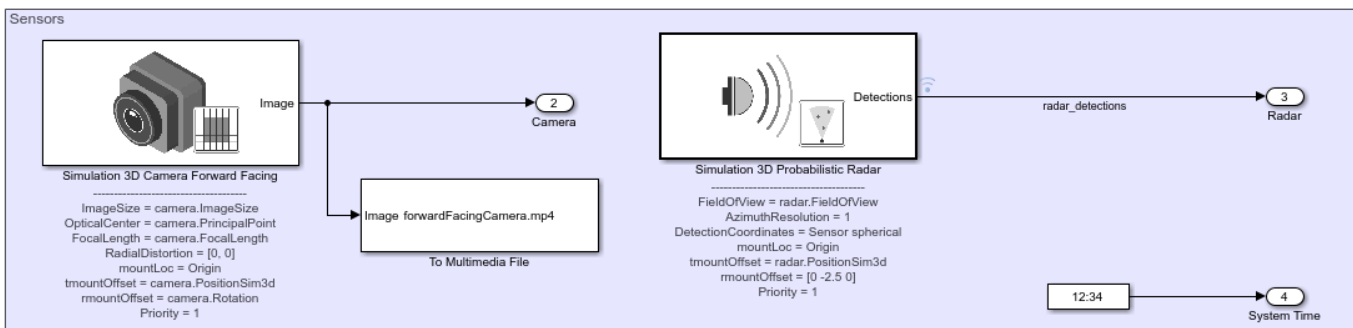 Sensors
Image
2
Camera
Simulation 3D Camera Forward Facing
---------------------------------------
ImageSize = camera.ImageSize
OpticalCenter = camera.PrincipalPoint
FocalLength = camera.FocalLength
RadialDistortion = [0, 0]
mountLoc = Origin
tmountOffset = camera.PositionSim3d
rmountOffset = camera.Rotation
Priority = 1
Image forwardFacingCamera.mp4
To Multimedia File
Detections
radar_detections
3
Radar
Simulation 3D Probabilistic Radar
---------------------------------------
FieldOfView = radar.FieldOfView
AzimuthResolution = 1
DetectionCoordinates = Sensor spherical
mountLoc = Origin
tmountOffset = radar.PositionSim3d
rmountOffset = [0 -2.5 0]
Priority = 1
12:34
4
System Time